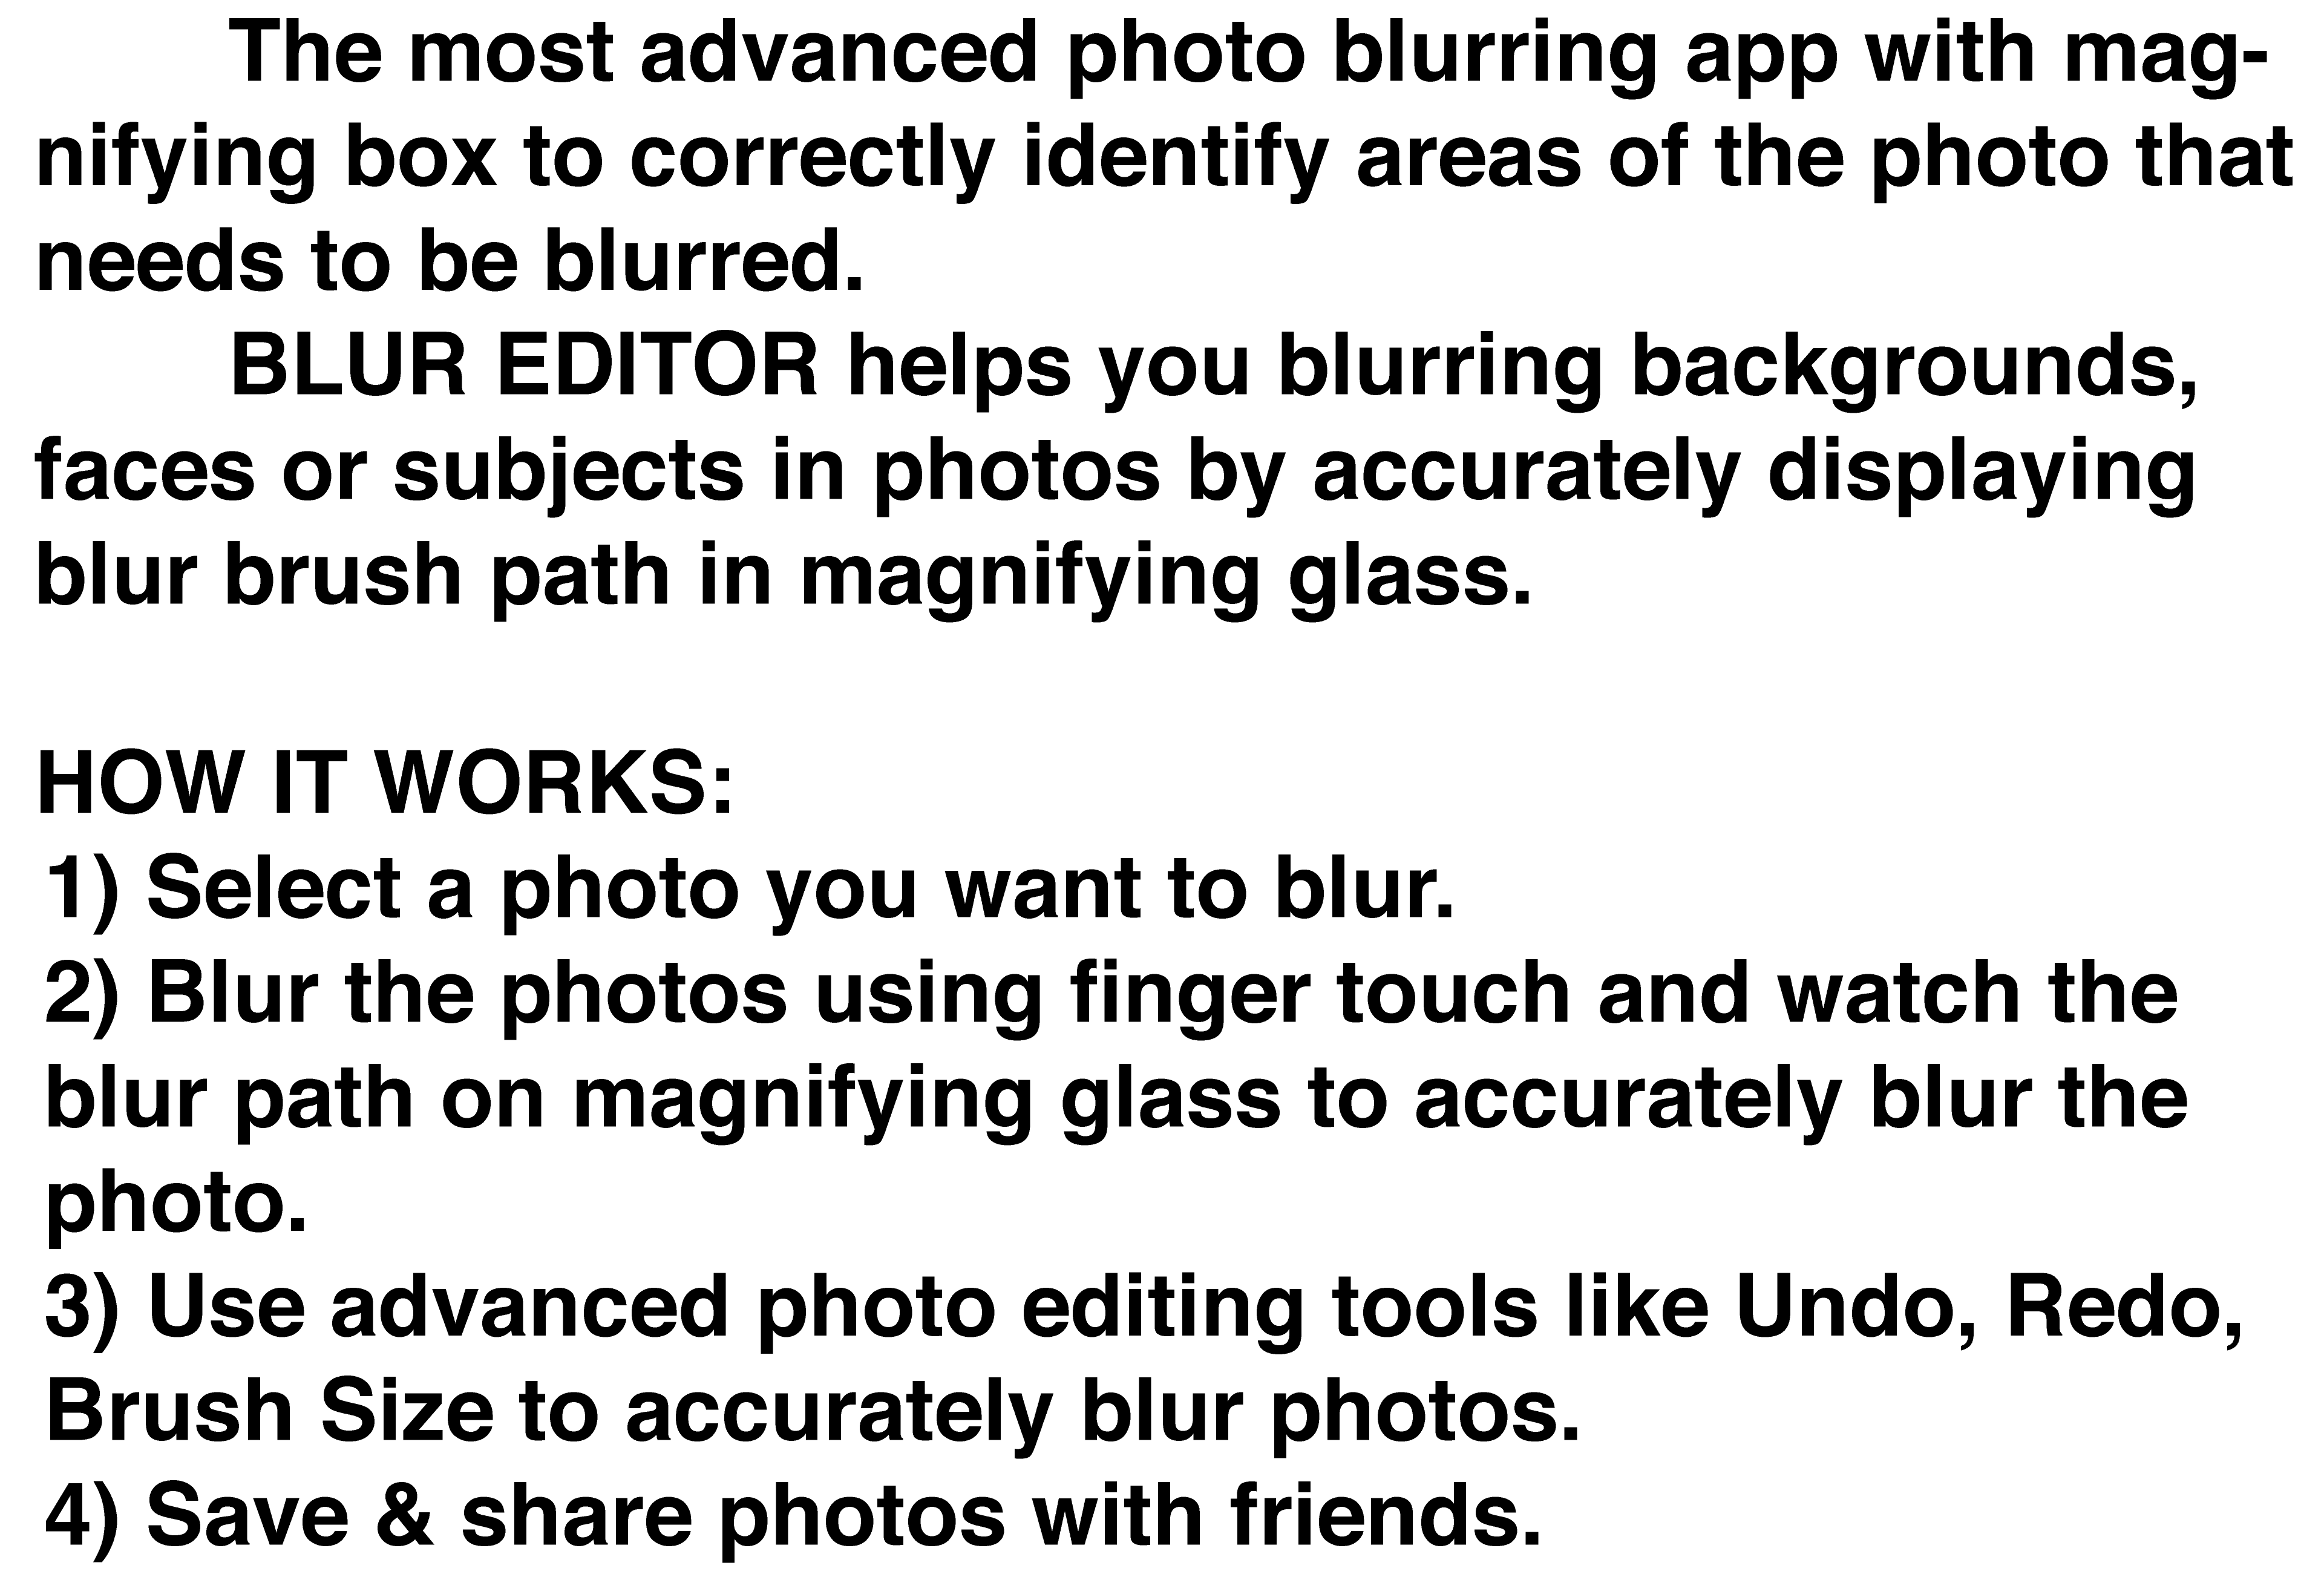 The most advanced photo blurring app with mag-
nifying box to correctly identify areas of the photo that
needs to be blurred.
BLUR EDITOR helps you blurring backgrounds,
faces or subjects in photos by accurately displaying
blur brush path in magnifying glass.
HOW IT WORKS:
1) Select a photo you want to blur.
2) Blur the photos using finger touch and watch the
blur path on magnifying glass to accurately blur the
photo.
3) Use advanced photo editing tools like Undo, Redo,
Brush Size to accurately blur photos.
4) Save & share photos with friends.